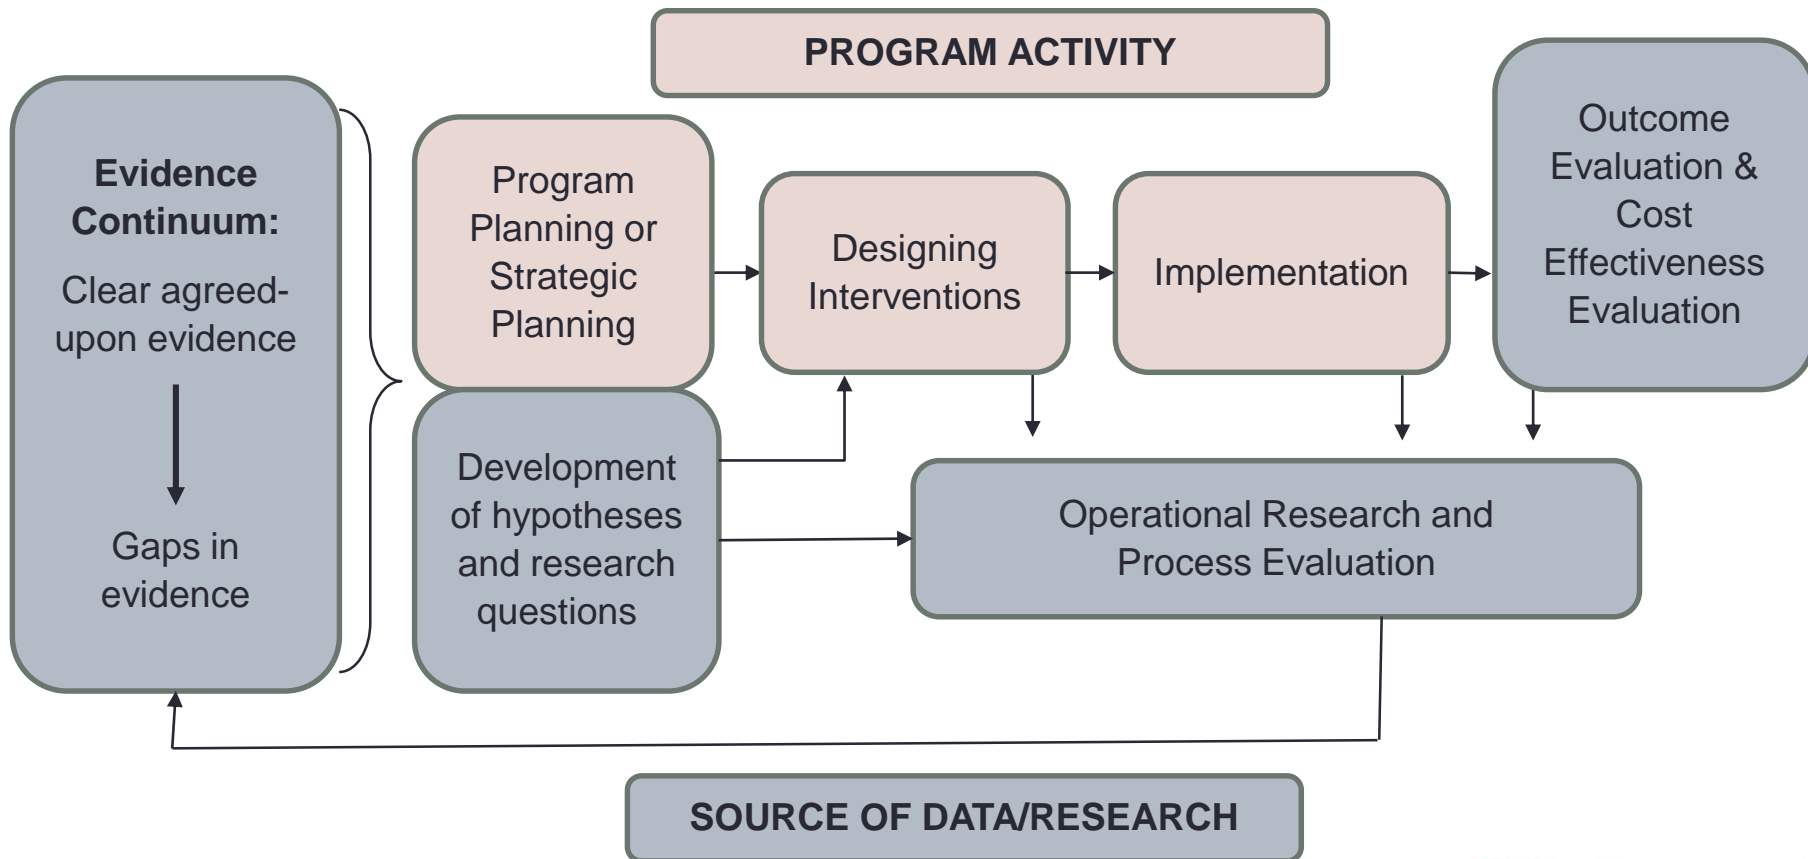 PROGRAM ACTIVITY
Evidence
Continuum:
Clear agreed-
upon evidence
Gaps in
evidence
Program
Planning or
Strategic
Planning
Development
of hypotheses
and research
questions
Designing
Interventions
Implementation
Outcome
Evaluation &
Cost
Effectiveness
Evaluation
Operational Research and
Process Evaluation
SOURCE OF DATA/RESEARCH